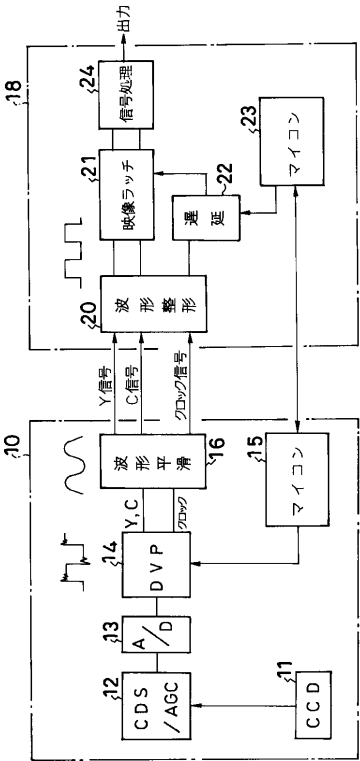 10
11
CCD
12
CDS
/AGC
13
A/D
14
DVP
Y,C
クロック
15
マイコン
16
波形平滑
Y信号
C信号
クロック信号
18
20
波形整形
21
映像ラッチ
22
遅延
23
マイコン
24
信号処理
出力